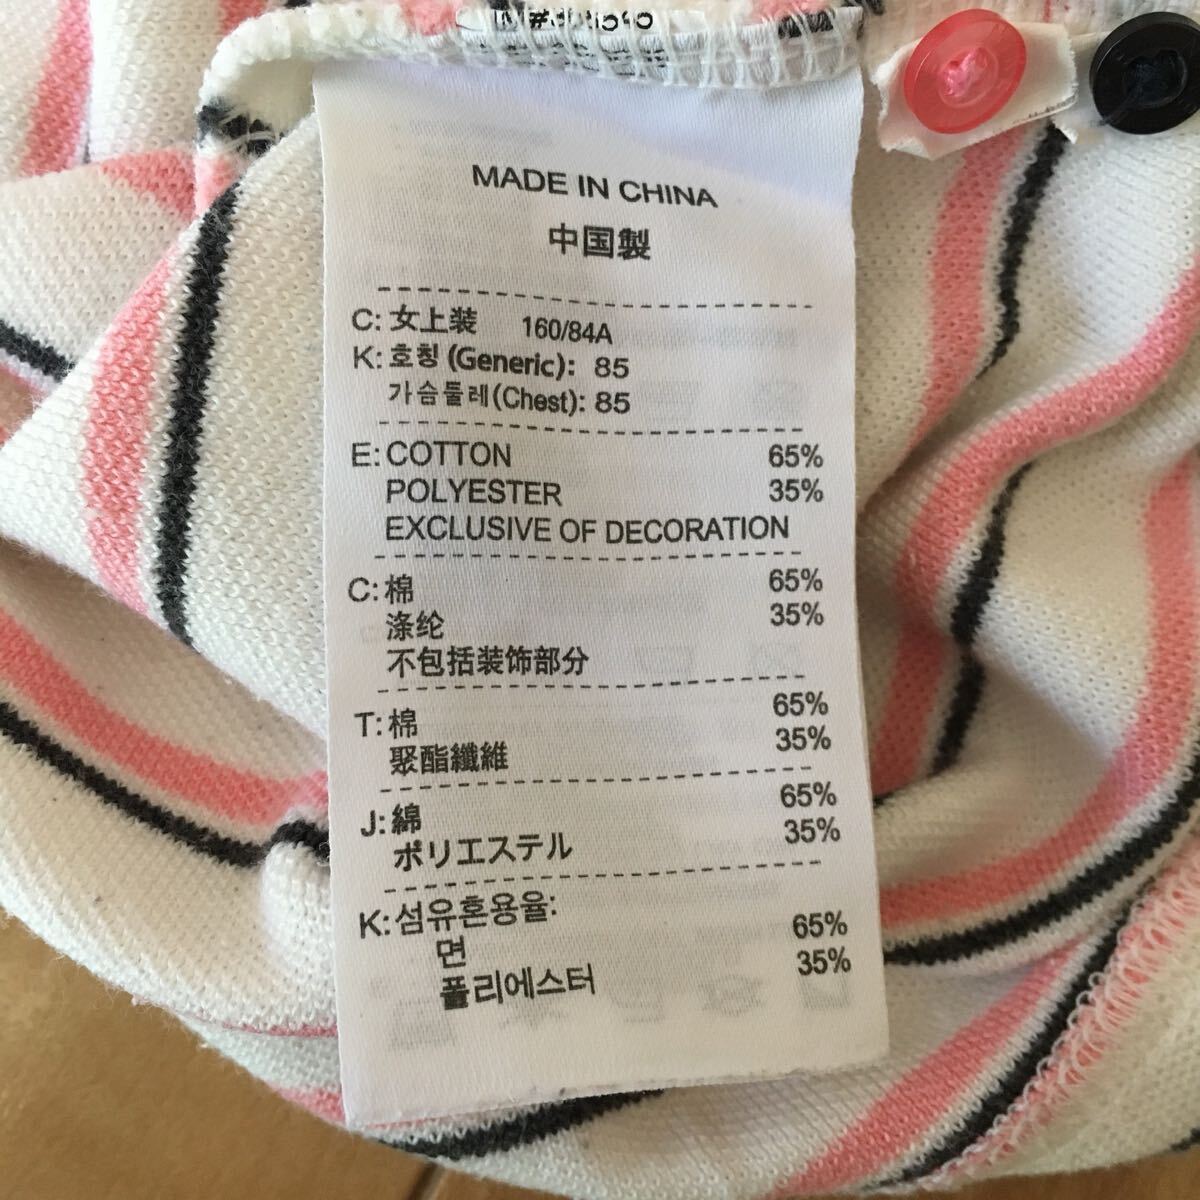 MADE IN CHINA
中国製
C: 女上装 160/84A
K: 호칭 (Generic): 85
가슴둘레(Chest): 85
E: COTTON 65%
POLYESTER 35%
EXCLUSIVE OF DECORATION
C: 棉 65%
涤纶 35%
不包括装饰部分
T: 棉 65%
聚酯纖維 35%
J: 綿 65%
ポリエステル 35%
K: 섬유혼용율:
면 65%
폴리에스터 35%